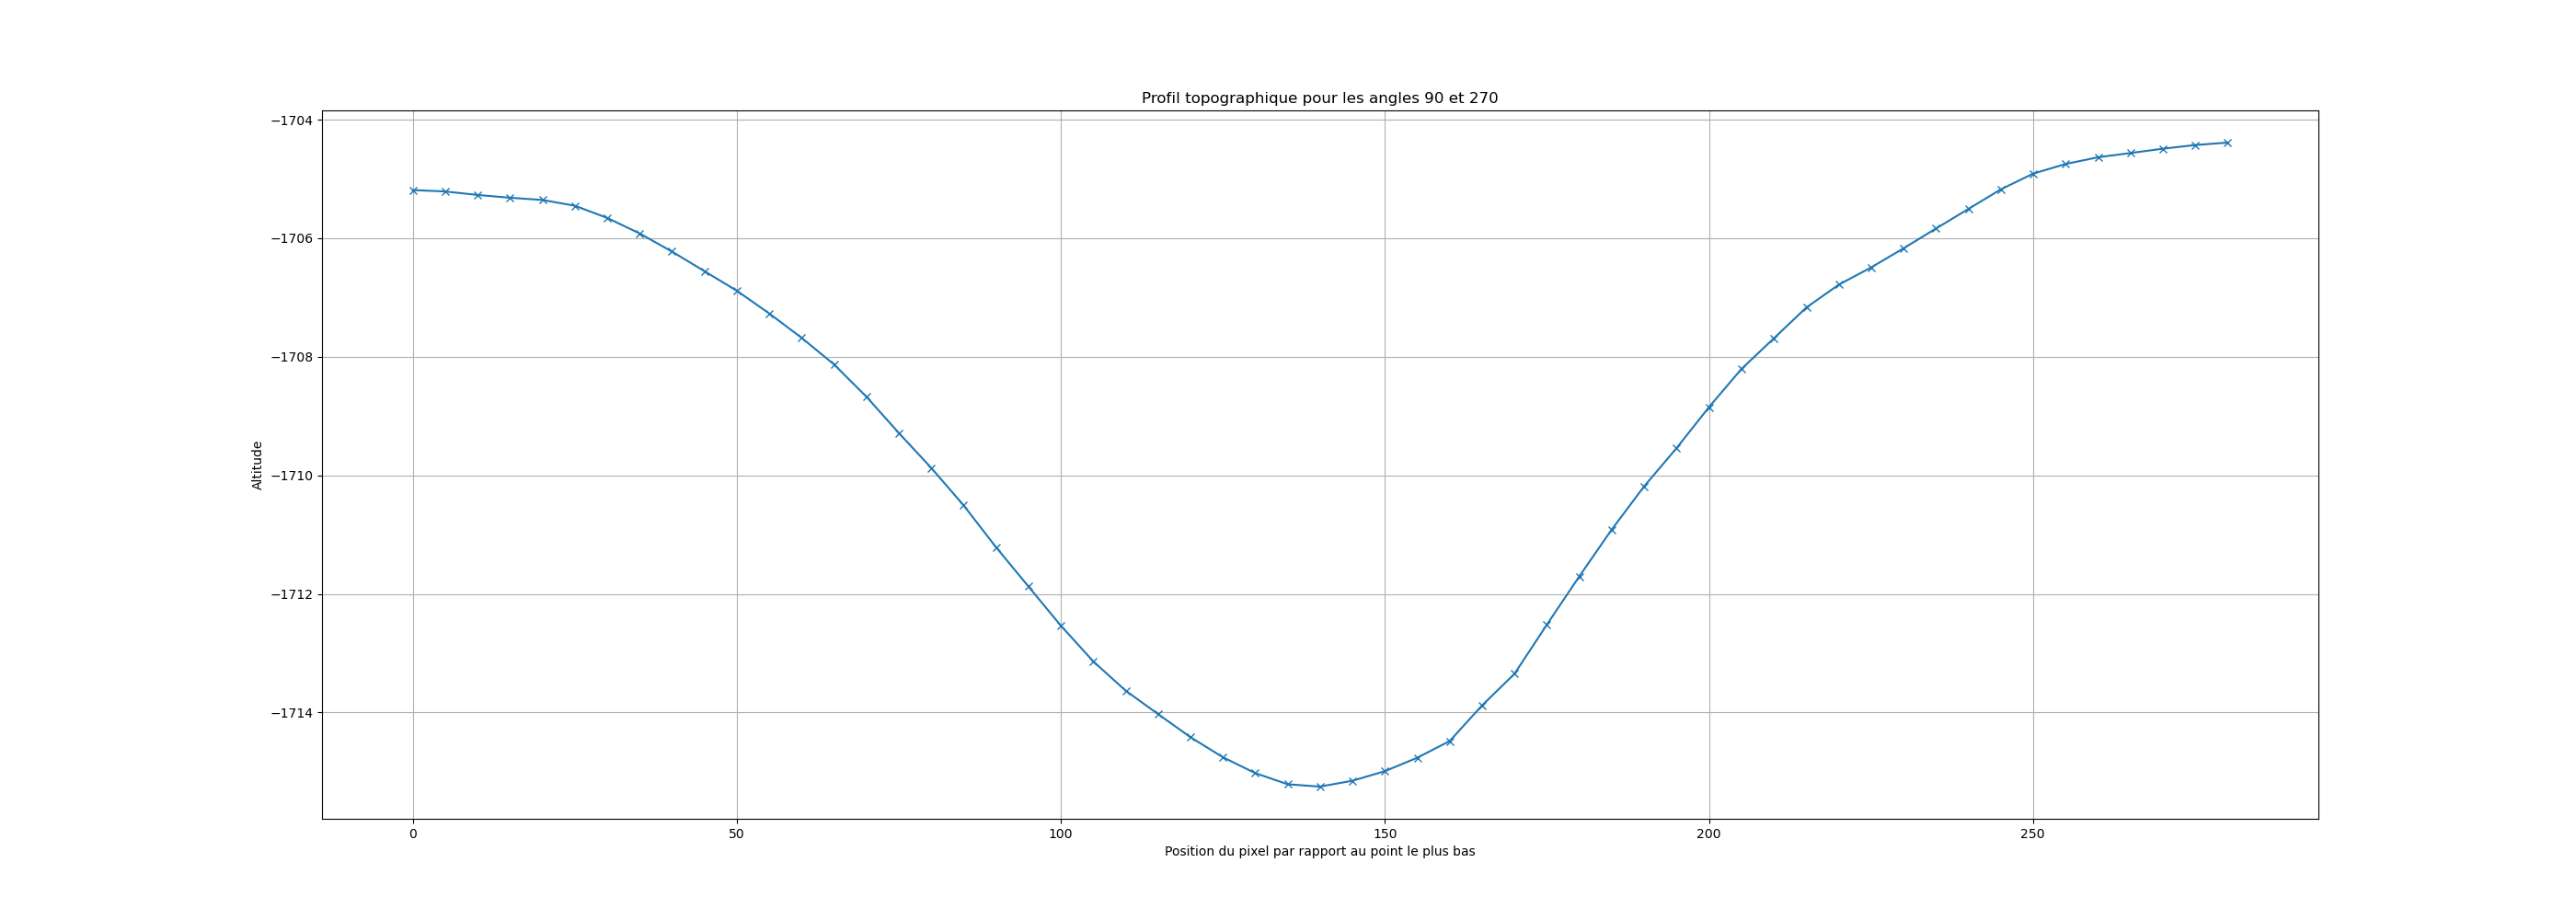 Profil topographique pour les angles 90 et 270
Altitude
−1704
−1706
−1708
−1710
−1712
−1714
0 50 100 150 200 250
Position du pixel par rapport au point le plus bas